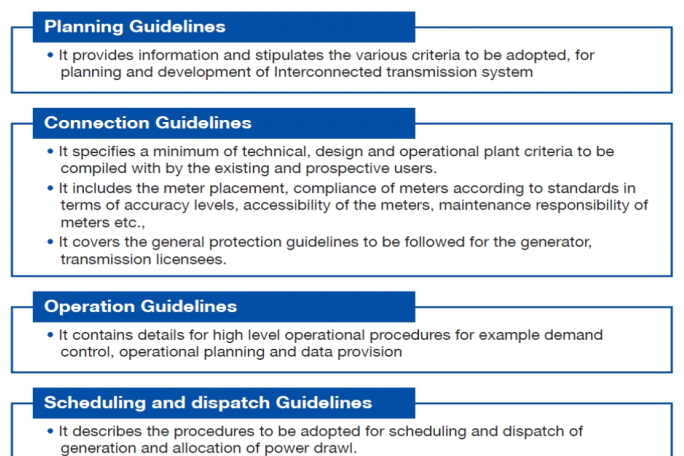 Planning Guidelines
• It provides information and stipulates the various criteria to be adopted, for
planning and development of Interconnected transmission system
Connection Guidelines
• It specifies a minimum of technical, design and operational plant criteria to be
compiled with by the existing and prospective users.
• It includes the meter placement, compliance of meters according to standards in
terms of accuracy levels, accessibility of the meters, maintenance responsibility of
meters etc.,
• It covers the general protection guidelines to be followed for the generator,
transmission licensees.
Operation Guidelines
• It contains details for high level operational procedures for example demand
control, operational planning and data provision
Scheduling and dispatch Guidelines
• It describes the procedures to be adopted for scheduling and dispatch of
generation and allocation of power drawl.